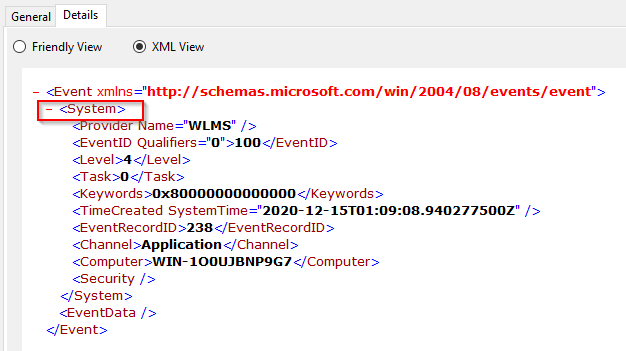 General Details
Friendly View XML View
- <Event xmlns="http://schemas.microsoft.com/win/2004/08/events/event">
- <System>
<Provider Name="WLMS" />
<EventID Qualifiers="0">100</EventID>
<Level>4</Level>
<Task>0</Task>
<Keywords>0x80000000000000</Keywords>
<TimeCreated SystemTime="2020-12-15T01:09:08.940277500Z" />
<EventRecordID>238</EventRecordID>
<Channel>Application</Channel>
<Computer>WIN-1O0UJBNP9G7</Computer>
<Security />
</System>
<EventData />
</Event>